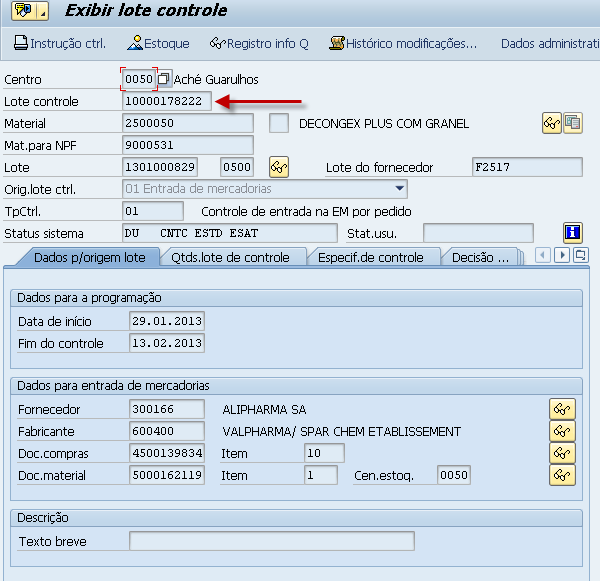 Exibir lote controle
Instrução ctrl. Estoque Registro info Q Histórico modificações... Dados administrati
Centro 0050 Aché Guarulhos
Lote controle 10000178222
Material 2500050 DECONGEX PLUS COM GRANEL
Mat.para NPF 9000531
Lote 1301000829 0500 Lote do fornecedor F2517
Orig.lote ctrl. 01 Entrada de mercadorias
TpCtrl. 01 Controle de entrada na EM por pedido
Status sistema DU CNTC ESTD ESAT Stat.usu.
Dados p/origem lote Qtds.lote de controle Especif.de controle Decisão ...
Dados para a programação
Data de início 29.01.2013
Fim do controle 13.02.2013
Dados para entrada de mercadorias
Fornecedor 300166 ALIPHARMA SA
Fabricante 600400 VALPHARMA/ SPAR CHEM ETABLISSEMENT
Doc.compras 4500139834 Item 10
Doc.material 5000162119 Item 1 Cen.estoq. 0050
Descrição
Texto breve